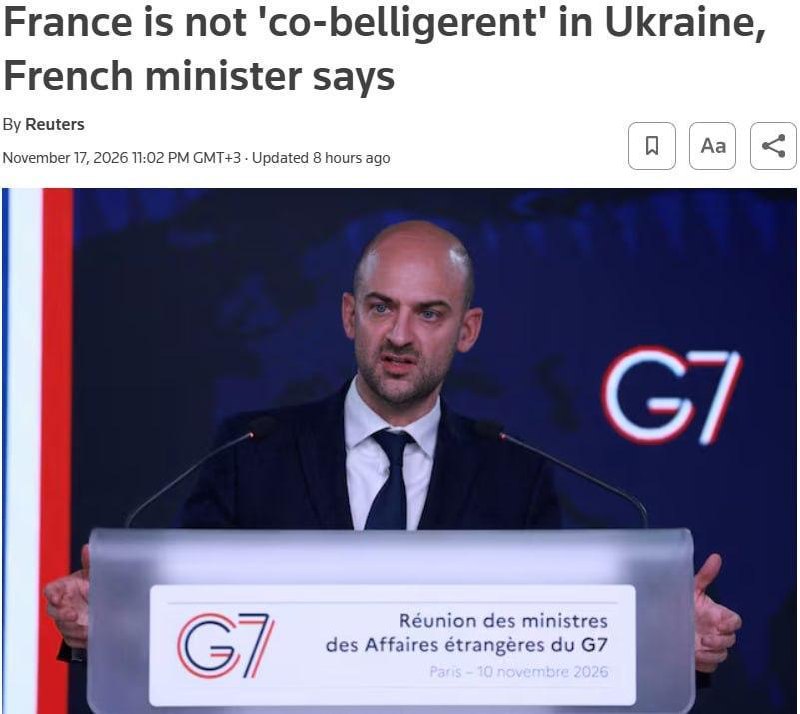 France is not 'co-belligerent' in Ukraine,
French minister says
By Reuters
November 17, 2026 11:02 PM GMT+3 · Updated 8 hours ago
Aa
G7
G7
Réunion des ministres
des Affaires étrangères du G7
Paris – 10 novembre 2026